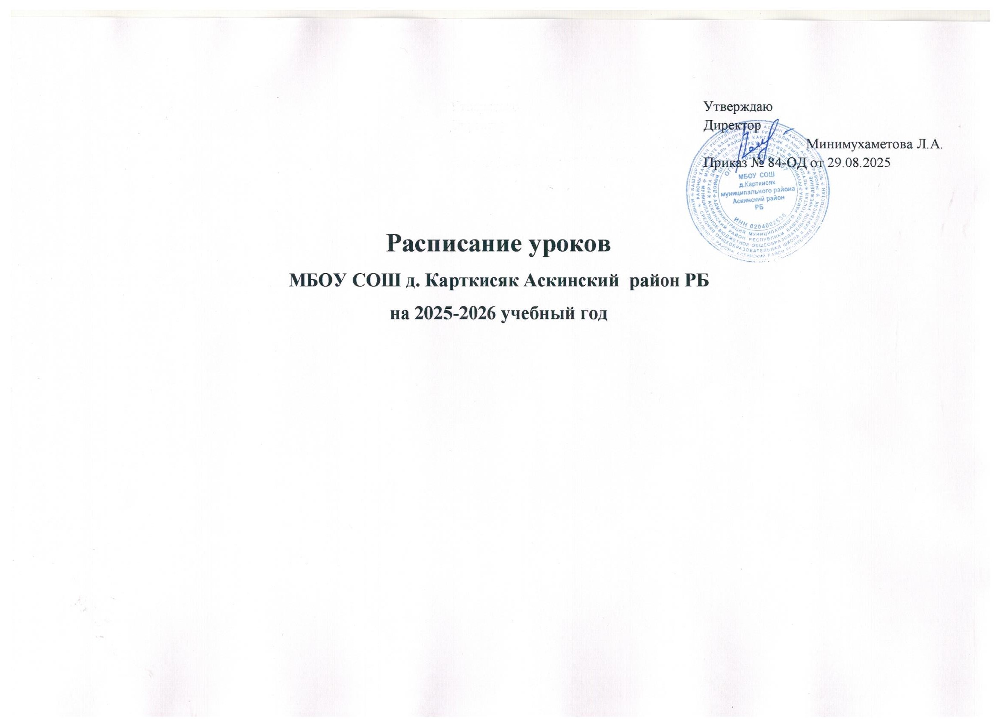 Утверждаю
Директор
Минимухаметова Л.А.
Приказ № 84-ОД от 29.08.2025
МБОУ СОШ
д.Карткисяк
муниципального района
Аскинский район
РБ
ИНН 0204002630
Расписание уроков
МБОУ СОШ д. Карткисяк Аскинский район РБ
на 2025-2026 учебный год